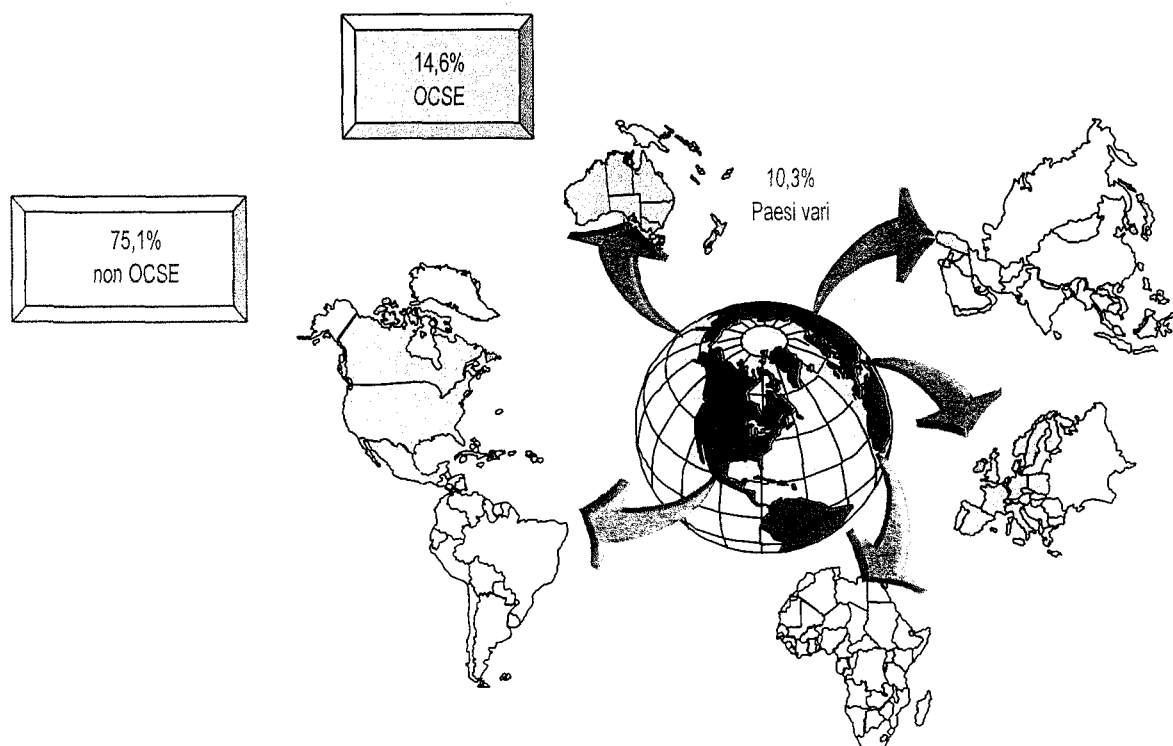 14,6%
OCSE
10,3%
Paesi vari
75,1%
non OCSE